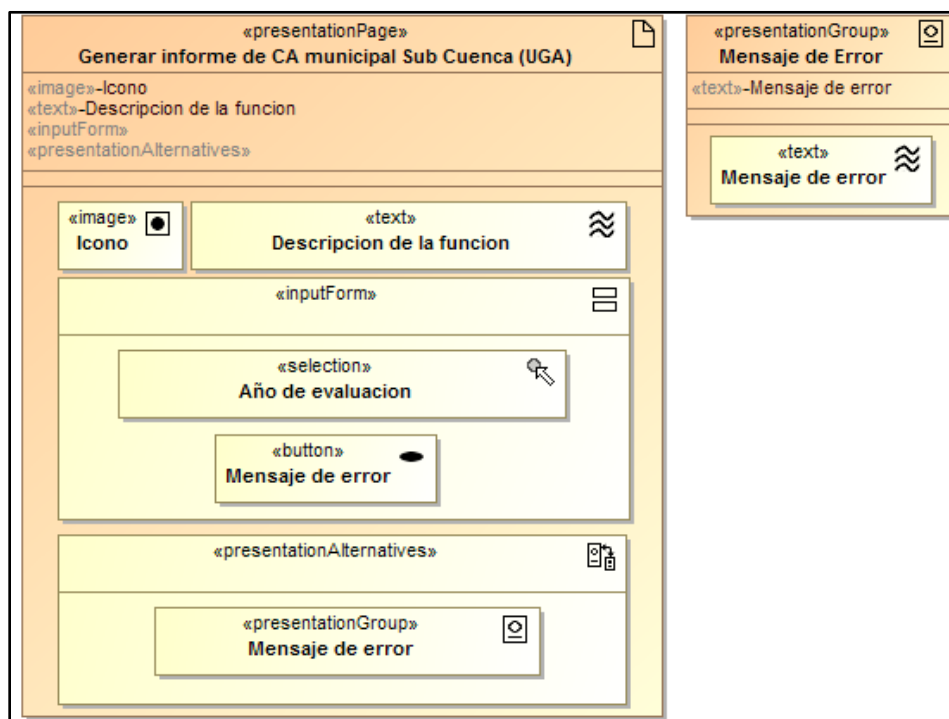 «presentationPage»
Generar informe de CA municipal Sub Cuenca (UGA)
«image»-Icono
«text»-Descripcion de la funcion
«inputForm»
«presentationAlternatives»
«image»
Icono
«text»
Descripcion de la funcion
«inputForm»
«selection»
Año de evaluacion
«button»
Mensaje de error
«presentationAlternatives»
«presentationGroup»
Mensaje de error
«presentationGroup»
Mensaje de Error
«text»-Mensaje de error
«text»
Mensaje de error